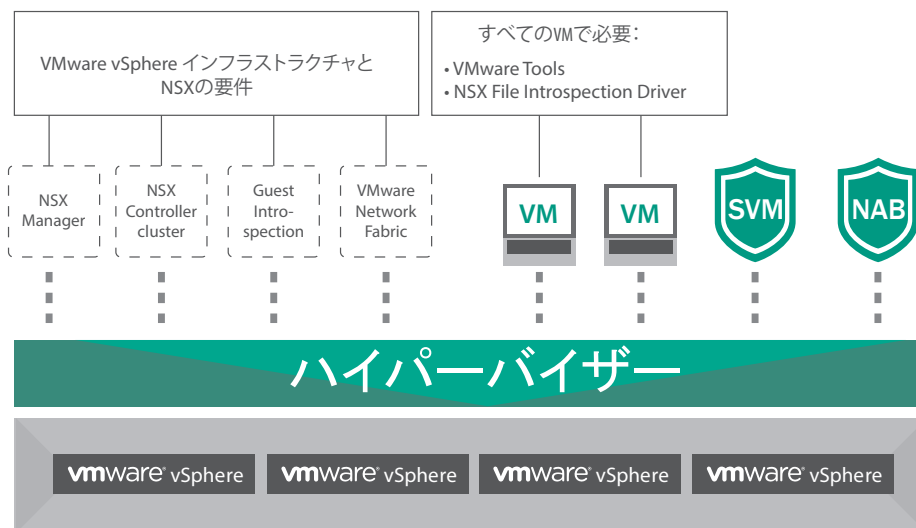 VMware vSphere インフラストラクチャと
NSXの要件
すべてのVMで必要：
• VMware Tools
• NSX File Introspection Driver
NSX
Manager
NSX
Controller
cluster
Guest
Intro-
spection
VMware
Network
Fabric
VM
VM
SVM
NAB
ハイパーバイザー
vmware® vSphere
vmware® vSphere
vmware® vSphere
vmware® vSphere